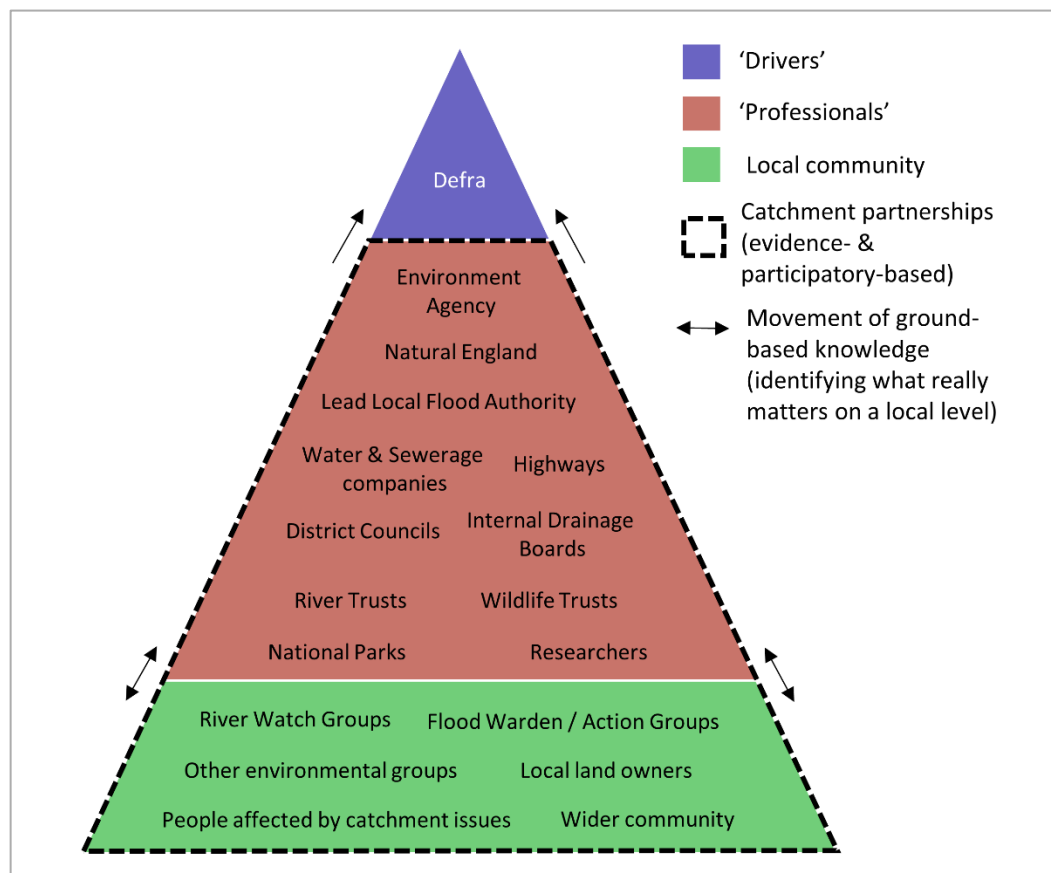 Defra
Environment
Agency
Natural England
Lead Local Flood Authority
Water & Sewerage
companies
Highways
District Councils
Internal Drainage
Boards
River Trusts
Wildlife Trusts
National Parks
Researchers
River Watch Groups
Flood Warden / Action Groups
Other environmental groups
Local land owners
People affected by catchment issues
Wider community
‘Drivers’
‘Professionals’
Local community
Catchment partnerships
(evidence- &
participatory-based)
Movement of ground-
based knowledge
(identifying what really
matters on a local level)